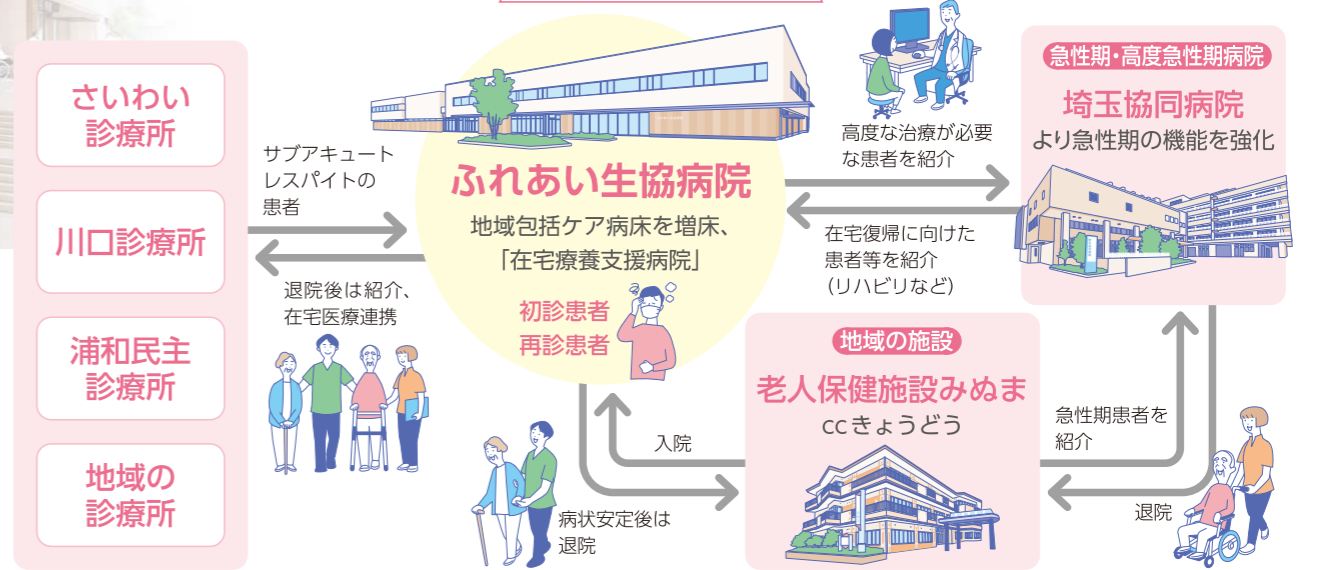 さいわい
診療所
川口診療所
浦和民主
診療所
地域の
診療所
サブアキュート
レスパイトの
患者
退院後は紹介、
在宅医療連携
ふれあい生協病院
地域包括ケア病床を増床、
「在宅療養支援病院」
初診患者
再診患者
高度な治療が必要
な患者を紹介
在宅復帰に向けた
患者等を紹介
（リハビリなど）
急性期・高度急性期病院
埼玉協同病院
より急性期の機能を強化
地域の施設
老人保健施設みぬま
ccきょうどう
入院
病状安定後は
退院
急性期患者を
紹介
退院